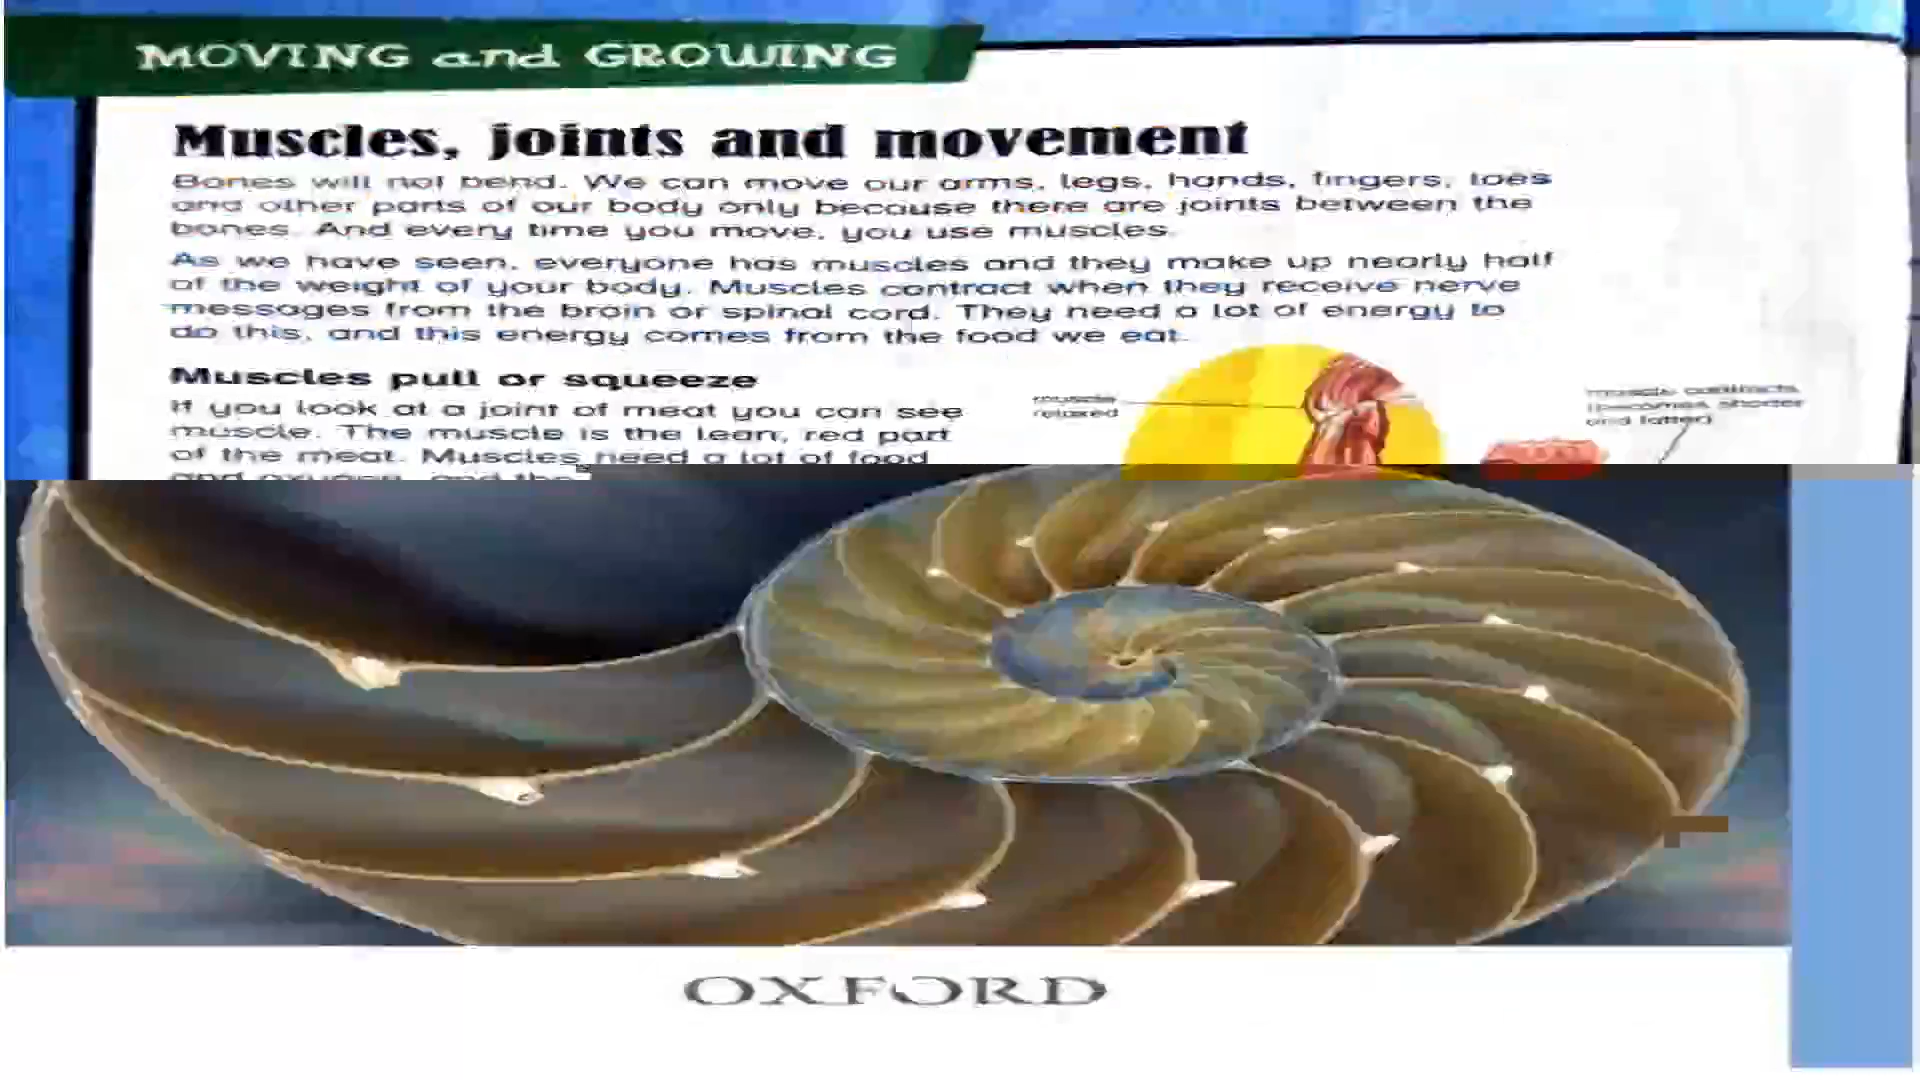 MOVING and GROWING
Muscles, joints and movement
Bones will not bend. We can move our arms, legs, hands, fingers, toes
and other parts of our body only because there are joints between the
bones. And every time you move, you use muscles.
As we have seen, everyone has muscles and they make up nearly half
of the weight of your body. Muscles contract when they receive nerve
messages from the brain or spinal cord. They need a lot of energy to
do this, and this energy comes from the food we eat.
Muscles pull or squeeze
If you look at a joint of meat you can see
muscle. The muscle is the lean, red part
of the meat. Muscles need a lot of food
and oxygen, and the
muscle
relaxed
muscle contracts
(becomes shorter
and fatter)
OXFORD